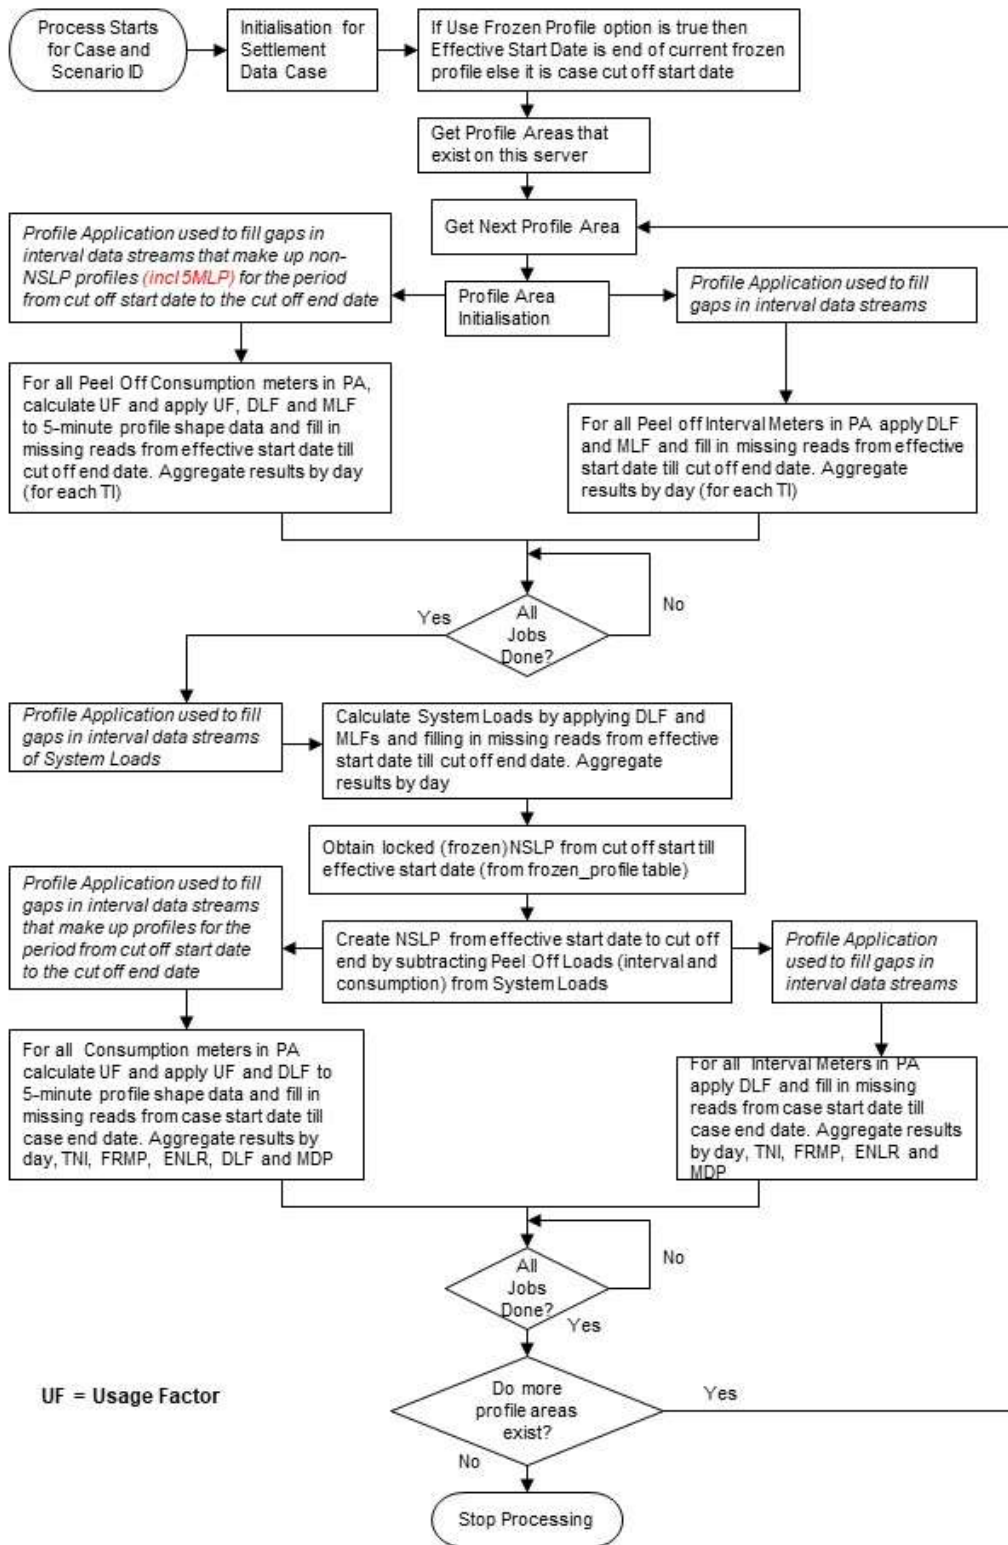 Process Starts
for Case and
Scenario ID
Initialisation for
Settlement
Data Case
If Use Frozen Profile option is true then
Effective Start Date is end of current frozen
profile else it is case cut off start date
Get Profile Areas that
exist on this server
Get Next Profile Area
Profile Application used to fill gaps in
interval data streams that make up non-
NSLP profiles (incl 5MLP) for the period
from cut off start date to the cut off end date
Profile Area
Initialisation
Profile Application used to fill
gaps in interval data streams
For all Peel Off Consumption meters in PA,
calculate UF and apply UF, DLF and MLF
to 5-minute profile shape data and fill in
missing reads from effective start date till
cut off end date. Aggregate results by day
(for each TI)
For all Peel off Interval Meters in PA apply DLF
and MLF and fill in missing reads from effective
start date till cut off end date. Aggregate
results by day (for each TI)
All
Jobs
Done?
No
Yes
Profile Application used to fill
gaps in interval data streams
of System Loads
Calculate System Loads by applying DLF and
MLFs and filling in missing reads from effective
start date till cut off end date. Aggregate
results by day
Obtain locked (frozen) NSLP from cut off start till
effective start date (from frozen_profile table)
Profile Application used to fill
gaps in interval data streams
that make up profiles for the
period from cut off start date
to the cut off end date
Create NSLP from effective start date to cut off
end by subtracting Peel Off Loads (interval and
consumption) from System Loads
Profile Application
used to fill gaps in
interval data streams
For all Consumption meters in PA
calculate UF and apply UF and DLF to
5-minute profile shape data and fill in
missing reads from case start date till
case end date. Aggregate results by
day, TNI, FRMP, ENLR, DLF and MDP
For all Interval Meters in PA
apply DLF and fill in missing
reads from case start date till
case end date. Aggregate results
by day, TNI, FRMP, ENLR and
MDP
All
Jobs
Done?
No
Yes
UF = Usage Factor
Do more
profile areas
exist?
Yes
No
Stop Processing